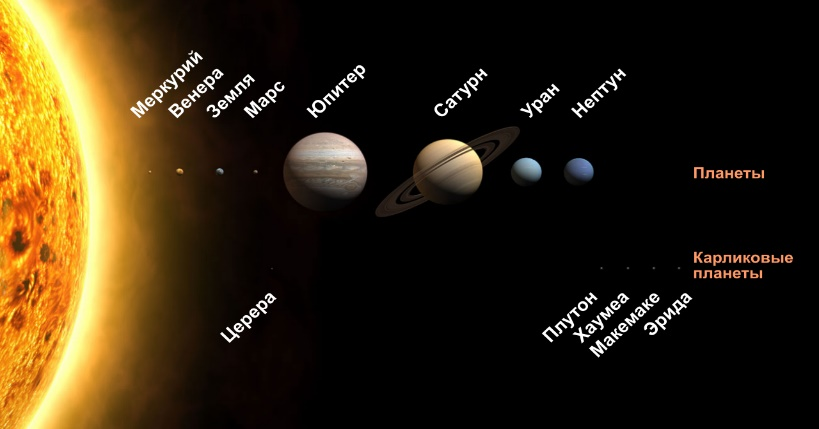 Меркурий
Венера
Земля
Марс
Юпитер
Сатурн
Уран
Нептун
Планеты
Карликовые
планеты
Церера
Плутон
Хаумеа
Макемаке
Эрида